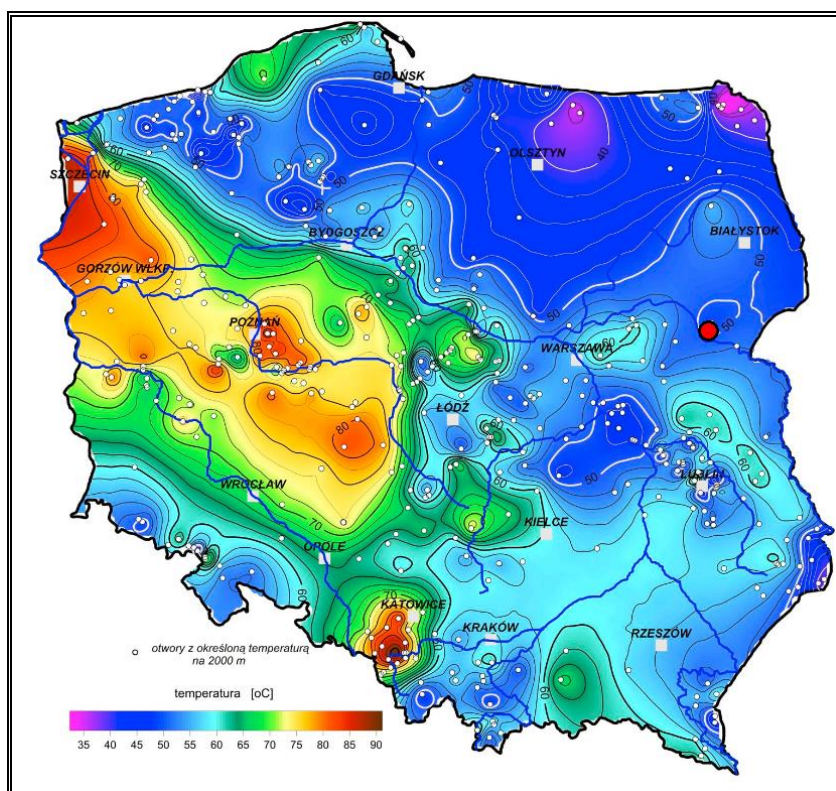 GDAŃSK
OLSZTYN
SZCZECIN
BYDGOSZCZ
BIAŁYSTOK
GORZÓW WLKP.
POZNAŃ
WARSZAWA
ŁÓDŹ
LUBLIN
WROCŁAW
KIELCE
OPOLE
KATOWICE
KRAKÓW
RZESZÓW
otwory z określoną temperaturą
na 2000 m
temperatura [oC]
35 40 45 50 55 60 65 70 75 80 85 90